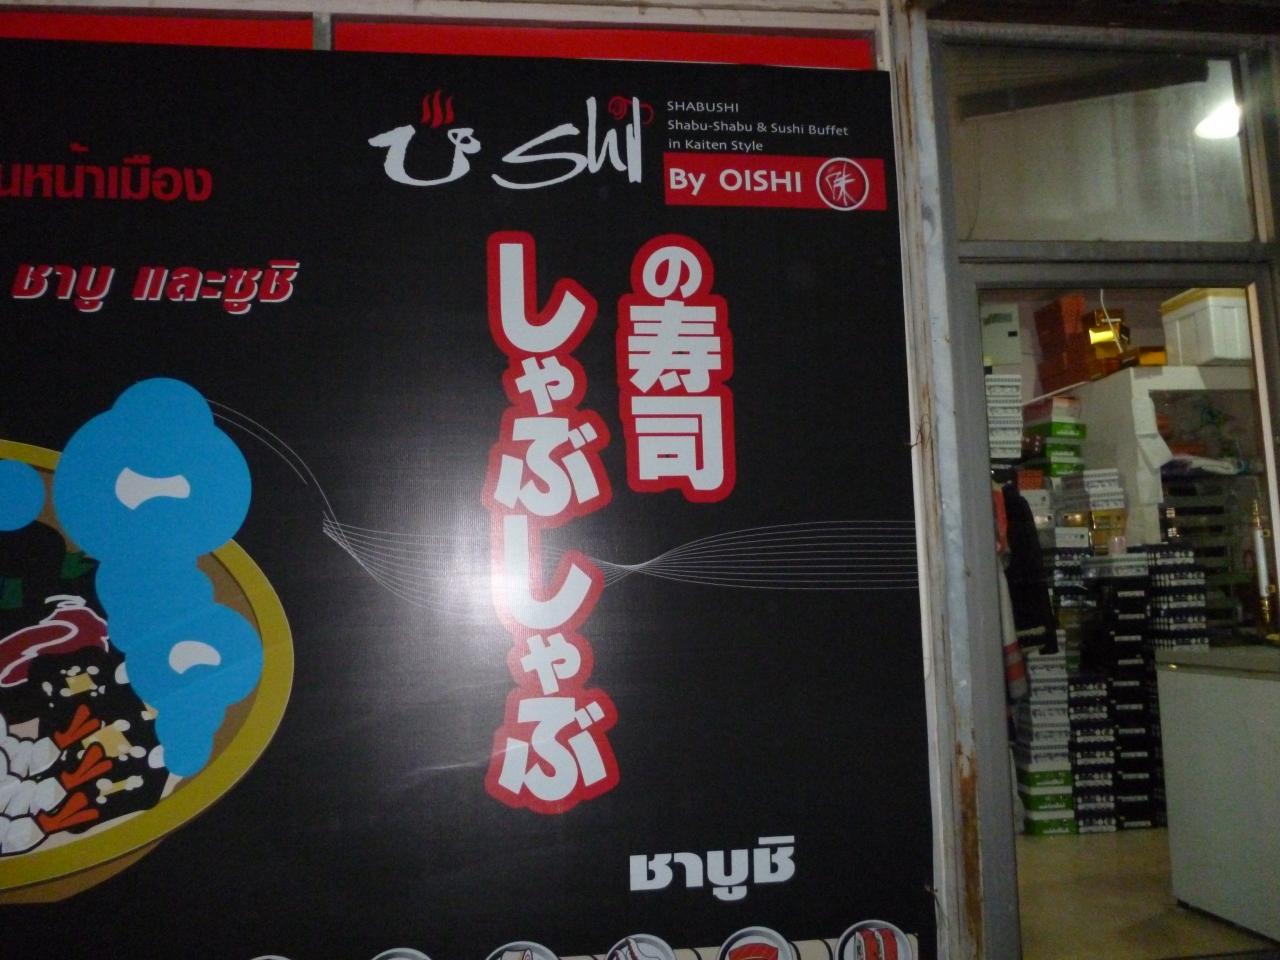 นหน้าเมือง
ชาบู และซูชิ
บุshi
SHABUSHI
Shabu-Shabu & Sushi Buffet
in Kaiten Style
By OISHI
の寿司
しゃぶしゃぶ
ชาบูชิ